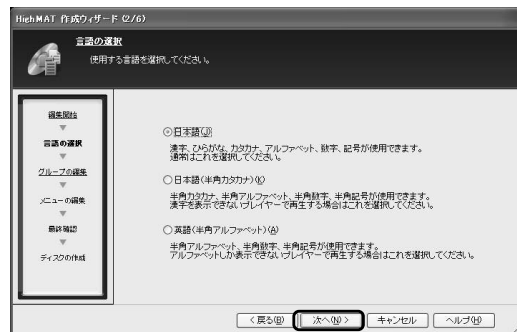 HighMAT 作成ウィザード (2/6)
言語の選択
使用する言語を選択してください。
編集開始
言語の選択
グループの編集
メニューの編集
最終確認
ディスクの作成
日本語(J)
漢字、ひらがな、カタカナ、アルファベット、数字、記号が使用できます。
通常はこれを選択してください。
日本語(半角カタカナ)(K)
半角カタカナ、半角アルファベット、半角数字、半角記号が使用できます。
漢字を表示できないプレイヤーで再生する場合はこれを選択してください。
英語(半角アルファベット)(A)
半角アルファベット、半角数字、半角記号が使用できます。
アルファベットしか表示できないプレイヤーで再生する場合はこれを選択してください。
< 戻る(B) 次へ(N) > キャンセル ヘルプ(H)